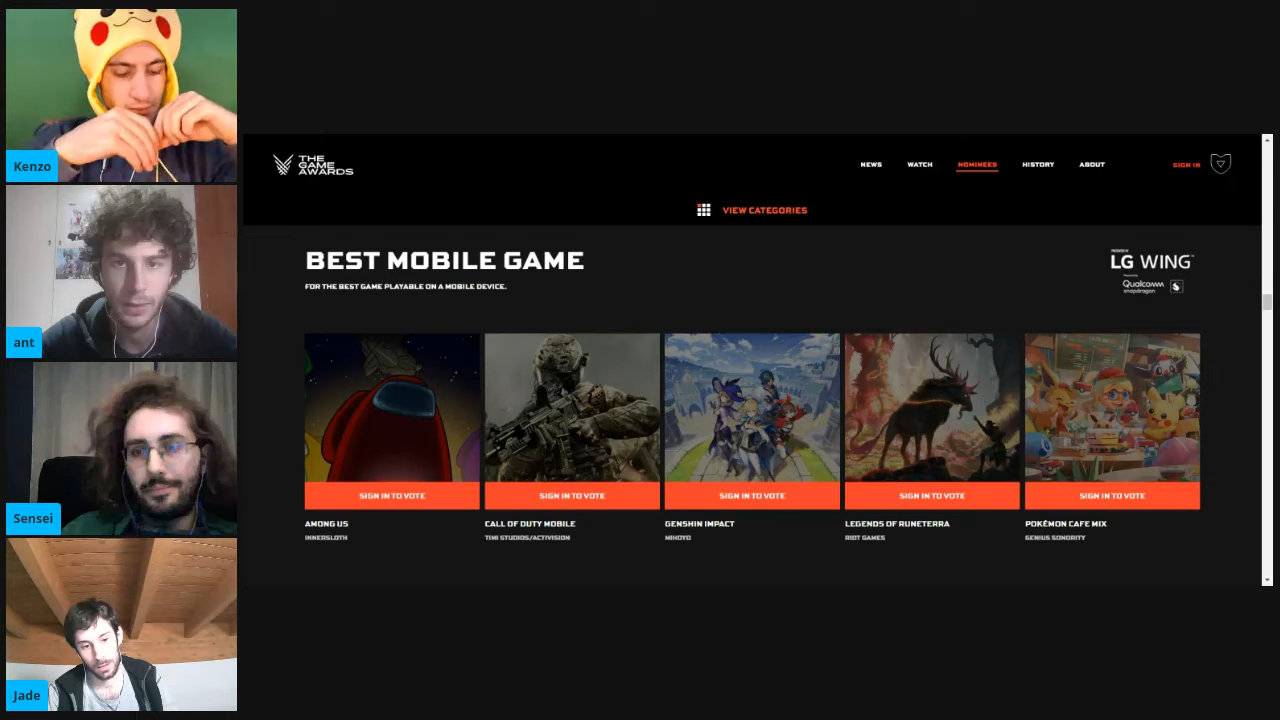 Kenzo
ant
Sensei
Jade
THE GAME AWARDS
NEWS WATCH NOMINEES HISTORY ABOUT SIGN IN
VIEW CATEGORIES
BEST MOBILE GAME
FOR THE BEST GAME PLAYABLE ON A MOBILE DEVICE.
PRESENTED BY
LG WING™
Qualcomm
snapdragon
SIGN IN TO VOTE SIGN IN TO VOTE SIGN IN TO VOTE SIGN IN TO VOTE SIGN IN TO VOTE
AMONG US CALL OF DUTY MOBILE GENSHIN IMPACT LEGENDS OF RUNETERRA POKÉMON CAFE MIX
INNERSLOTH TIMI STUDIOS/ACTIVISION MIHOYO RIOT GAMES GENIUS SONORITY